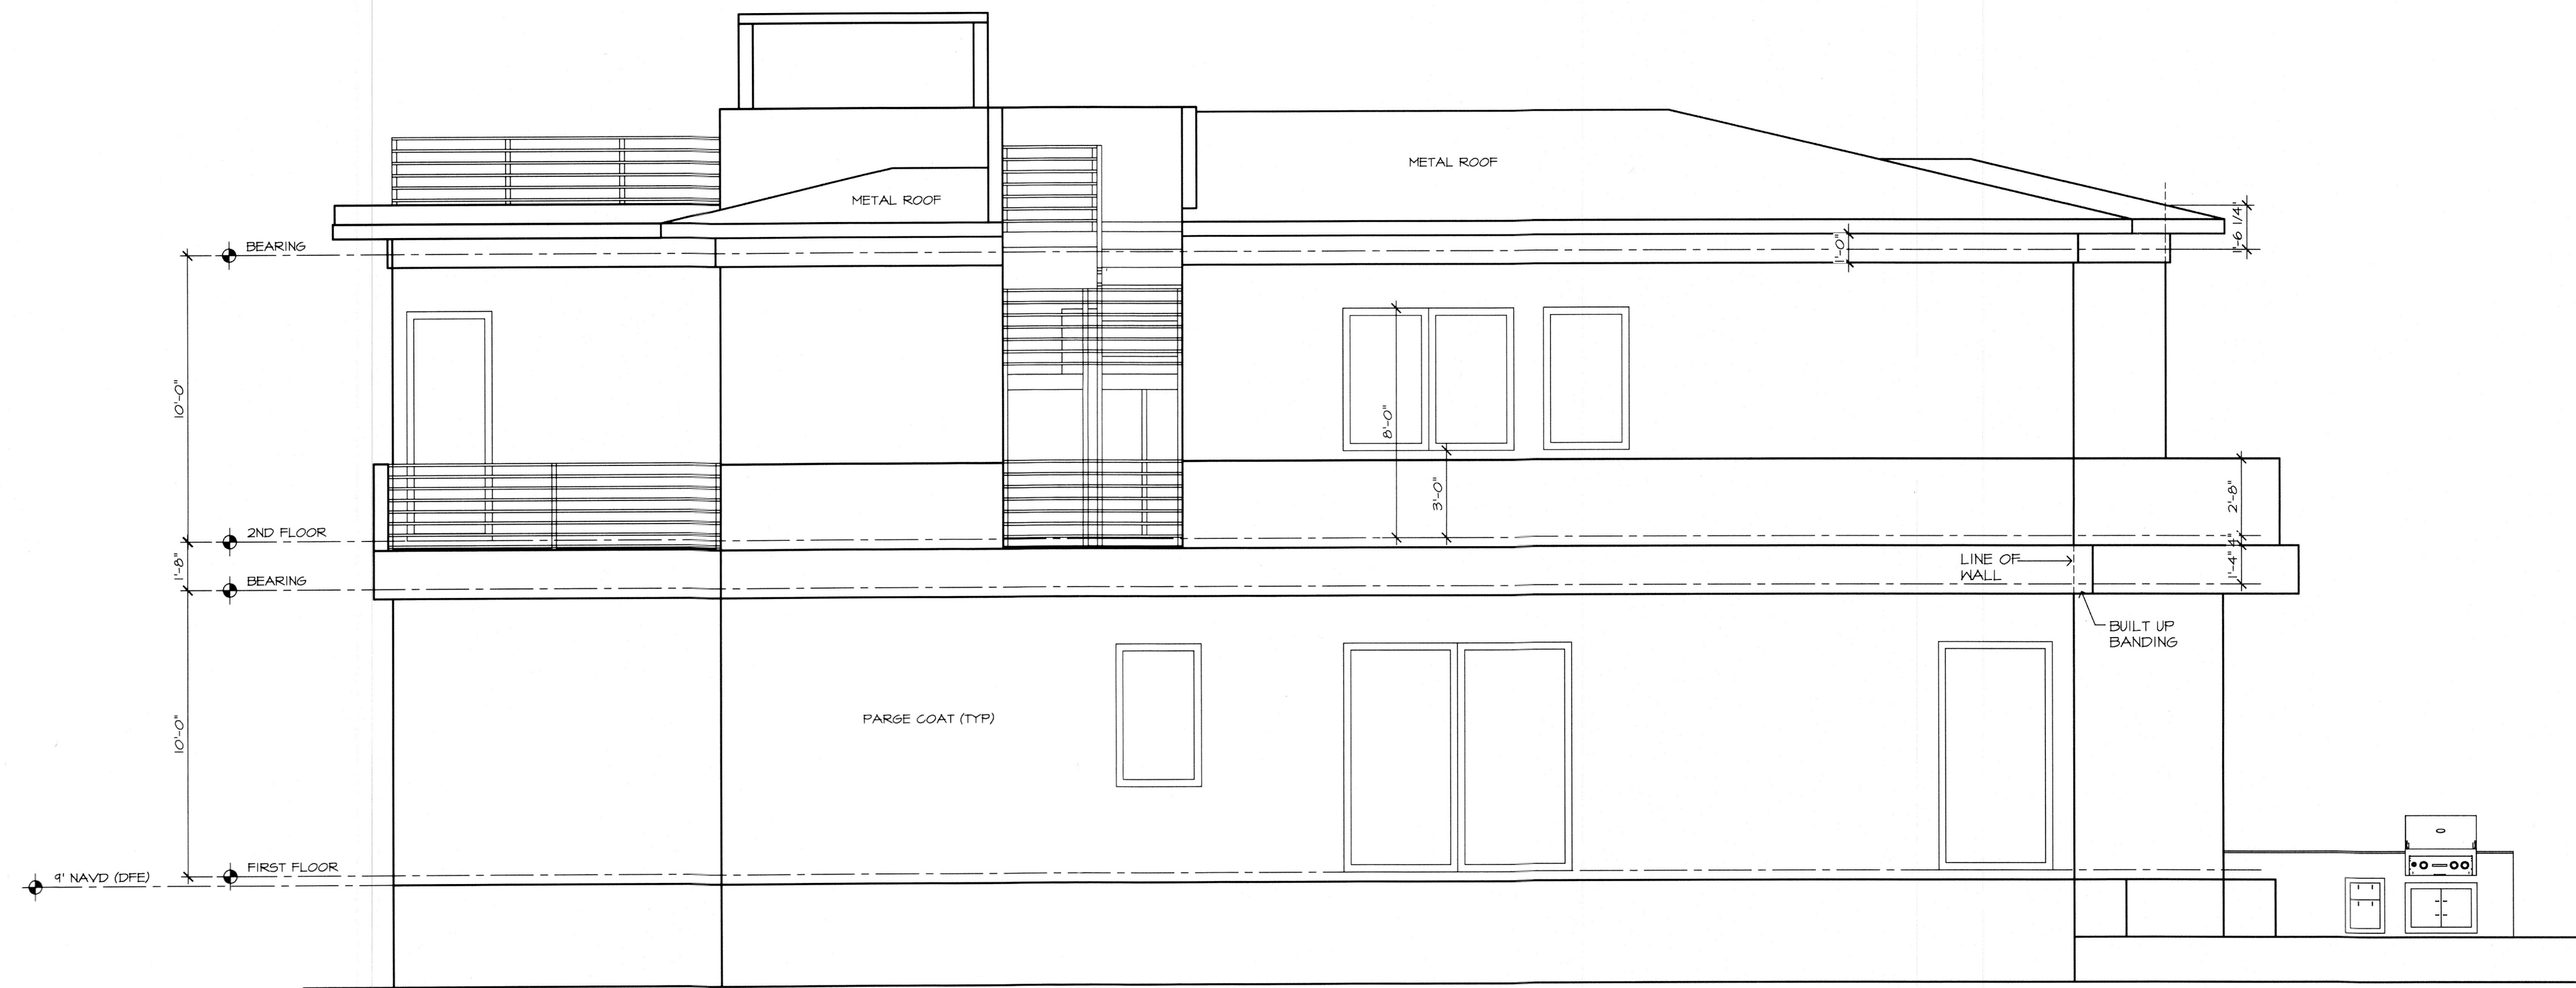 METAL ROOF
METAL ROOF
1'-6 1/4"
BEARING
1'-0"
10'-0"
8'-0"
3'-0"
2'-8"
2ND FLOOR
4"
1'-8"
LINE OF
WALL
1'-4"
BEARING
BUILT UP
BANDING
10'-0"
PARGE COAT (TYP)
FIRST FLOOR
9' NAVD (DFE)